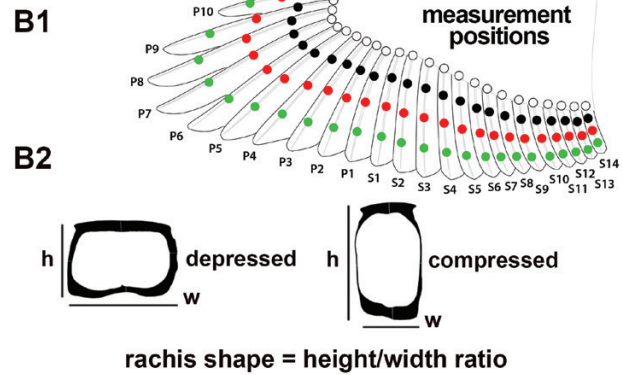 B1
measurement
positions
P10
P9
P8
P7
P6
P5
P4
P3
P2
P1
S1
S2
S3
S4
S5
S6
S7
S8
S9
S10
S11
S12
S13
S14
B2
h
depressed
w
h
compressed
w
rachis shape = height/width ratio